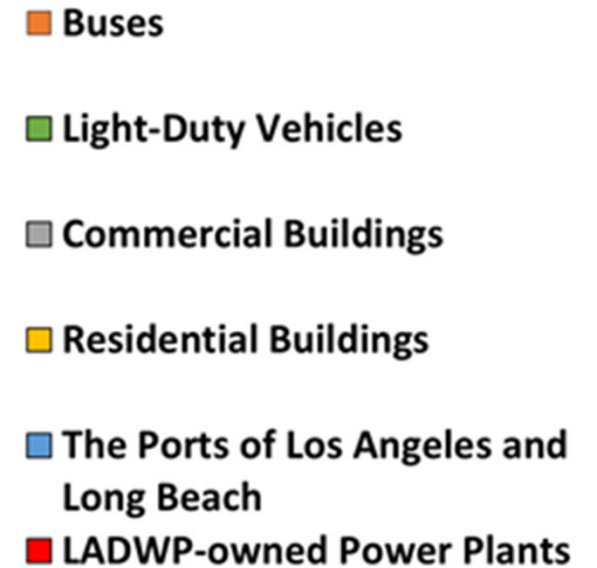 Buses
Light-Duty Vehicles
Commercial Buildings
Residential Buildings
The Ports of Los Angeles and
Long Beach
LADWP-owned Power Plants